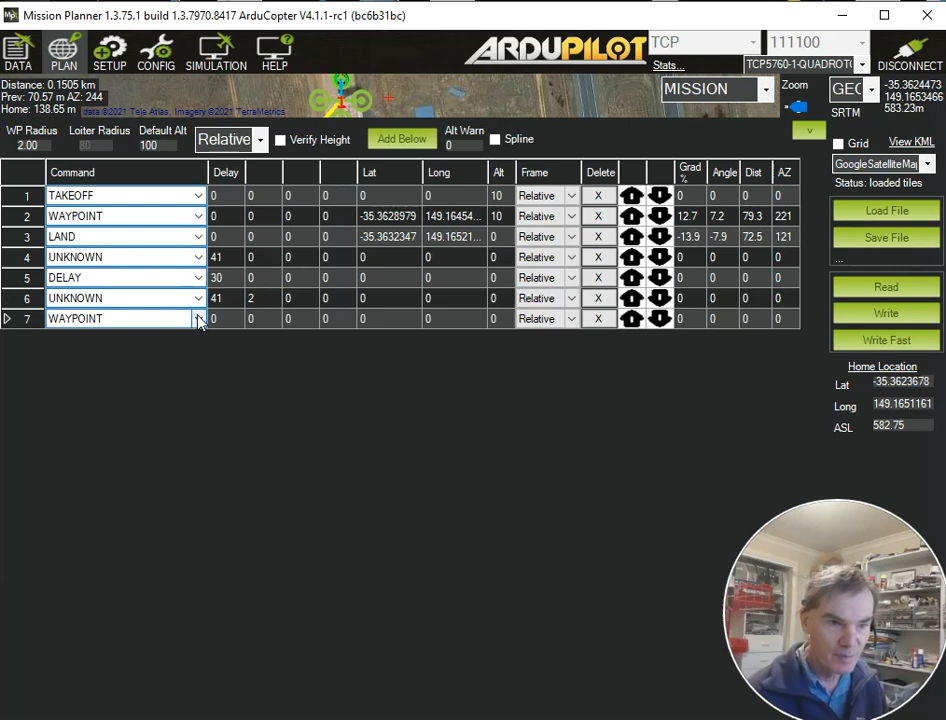 Mission Planner 1.3.75.1 build 1.3.7970.8417 ArduCopter V4.1.1-rc1 (bc6b31bc)
DATA PLAN SETUP CONFIG SIMULATION HELP
ARDUPILOT
TCP 111100
Stats... TCP5760-1-QUADROTO
DISCONNECT
Distance: 0.1505 km
Prev: 70.57 m AZ: 244
Home: 138.65 m
data ©2021 Tele Atlas, Imagery ©2021 TerraMetrics
1
MISSION
Zoom
GEO
SRTM
-35.3624473
149.1653466
583.23m
WP Radius Loiter Radius Default Alt
2.00 80 100
Relative
Verify Height
Add Below
Alt Warn
0
Spline
v
Grid View KML
GoogleSatelliteMap
Status: loaded tiles
Command Delay Lat Long Alt Frame Delete Grad % Angle Dist AZ
1 TAKEOFF 0 0 0 0 0 0 10 Relative X 0 0 0 0
2 WAYPOINT 0 0 0 0 -35.3628979 149.16454... 10 Relative X 12.7 7.2 79.3 221
3 LAND 0 0 0 0 -35.3632347 149.16521... 0 Relative X -13.9 -7.9 72.5 121
4 UNKNOWN 41 0 0 0 0 0 0 Relative X 0 0 0 0
5 DELAY 30 0 0 0 0 0 0 Relative X 0 0 0 0
6 UNKNOWN 41 2 0 0 0 0 0 Relative X 0 0 0 0
7 WAYPOINT 0 0 0 0 0 0 0 Relative X 0 0 0 0
Load File
Save File
...
Read
Write
Write Fast
Home Location
Lat -35.3623678
Long 149.1651161
ASL 582.75